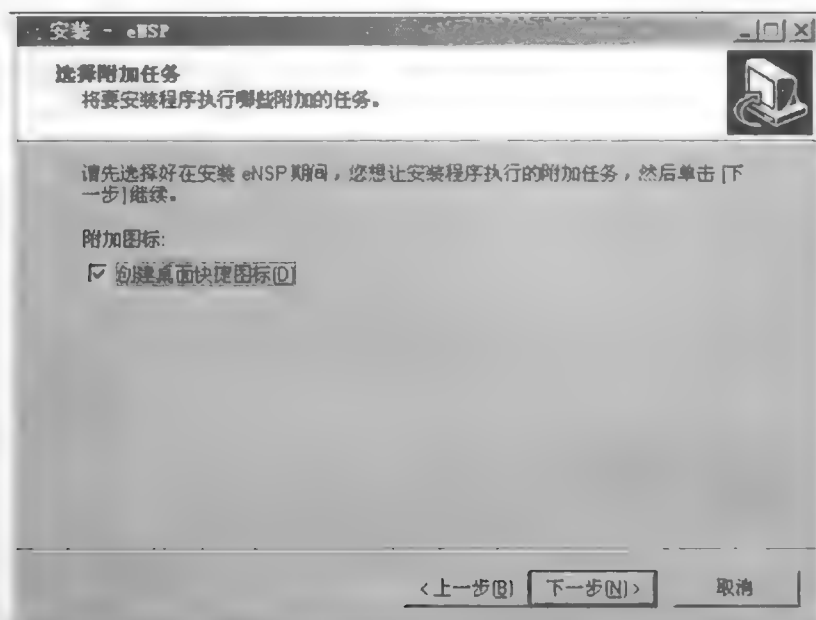 安装 - eNSP
选择附加任务
将要安装程序执行哪些附加的任务。
请先选择好在安装 eNSP 期间，您想让安装程序执行的附加任务，然后单击 [下
一步] 继续。
附加图标:
创建桌面快捷图标(D)
<上一步(B) 下一步(N)> 取消